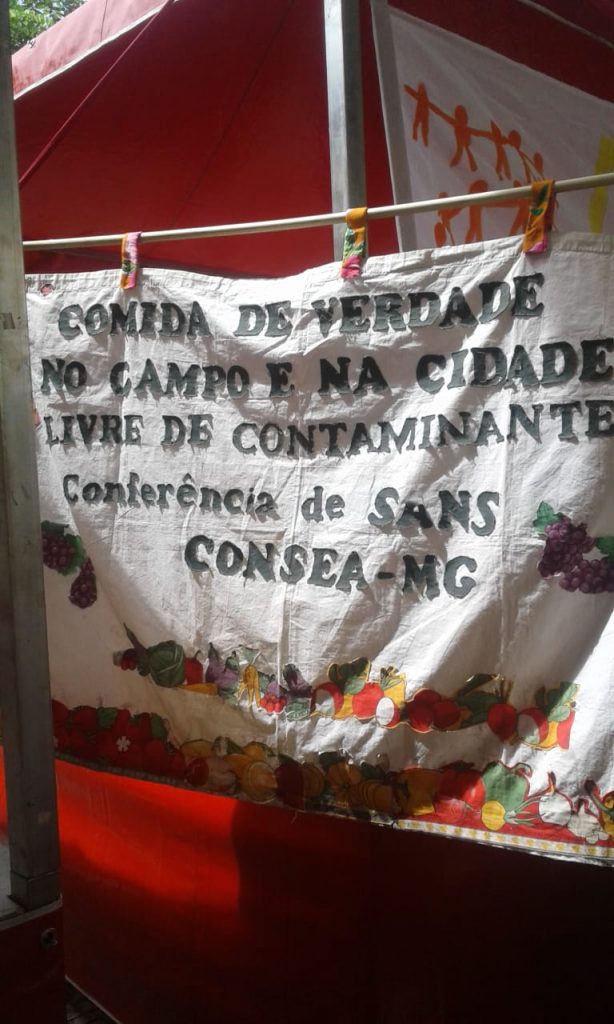 COMIDA DE VERDADE
NO CAMPO E NA CIDADE
LIVRE DE CONTAMINANTE
Conferência de SANS
CONSEA-MG